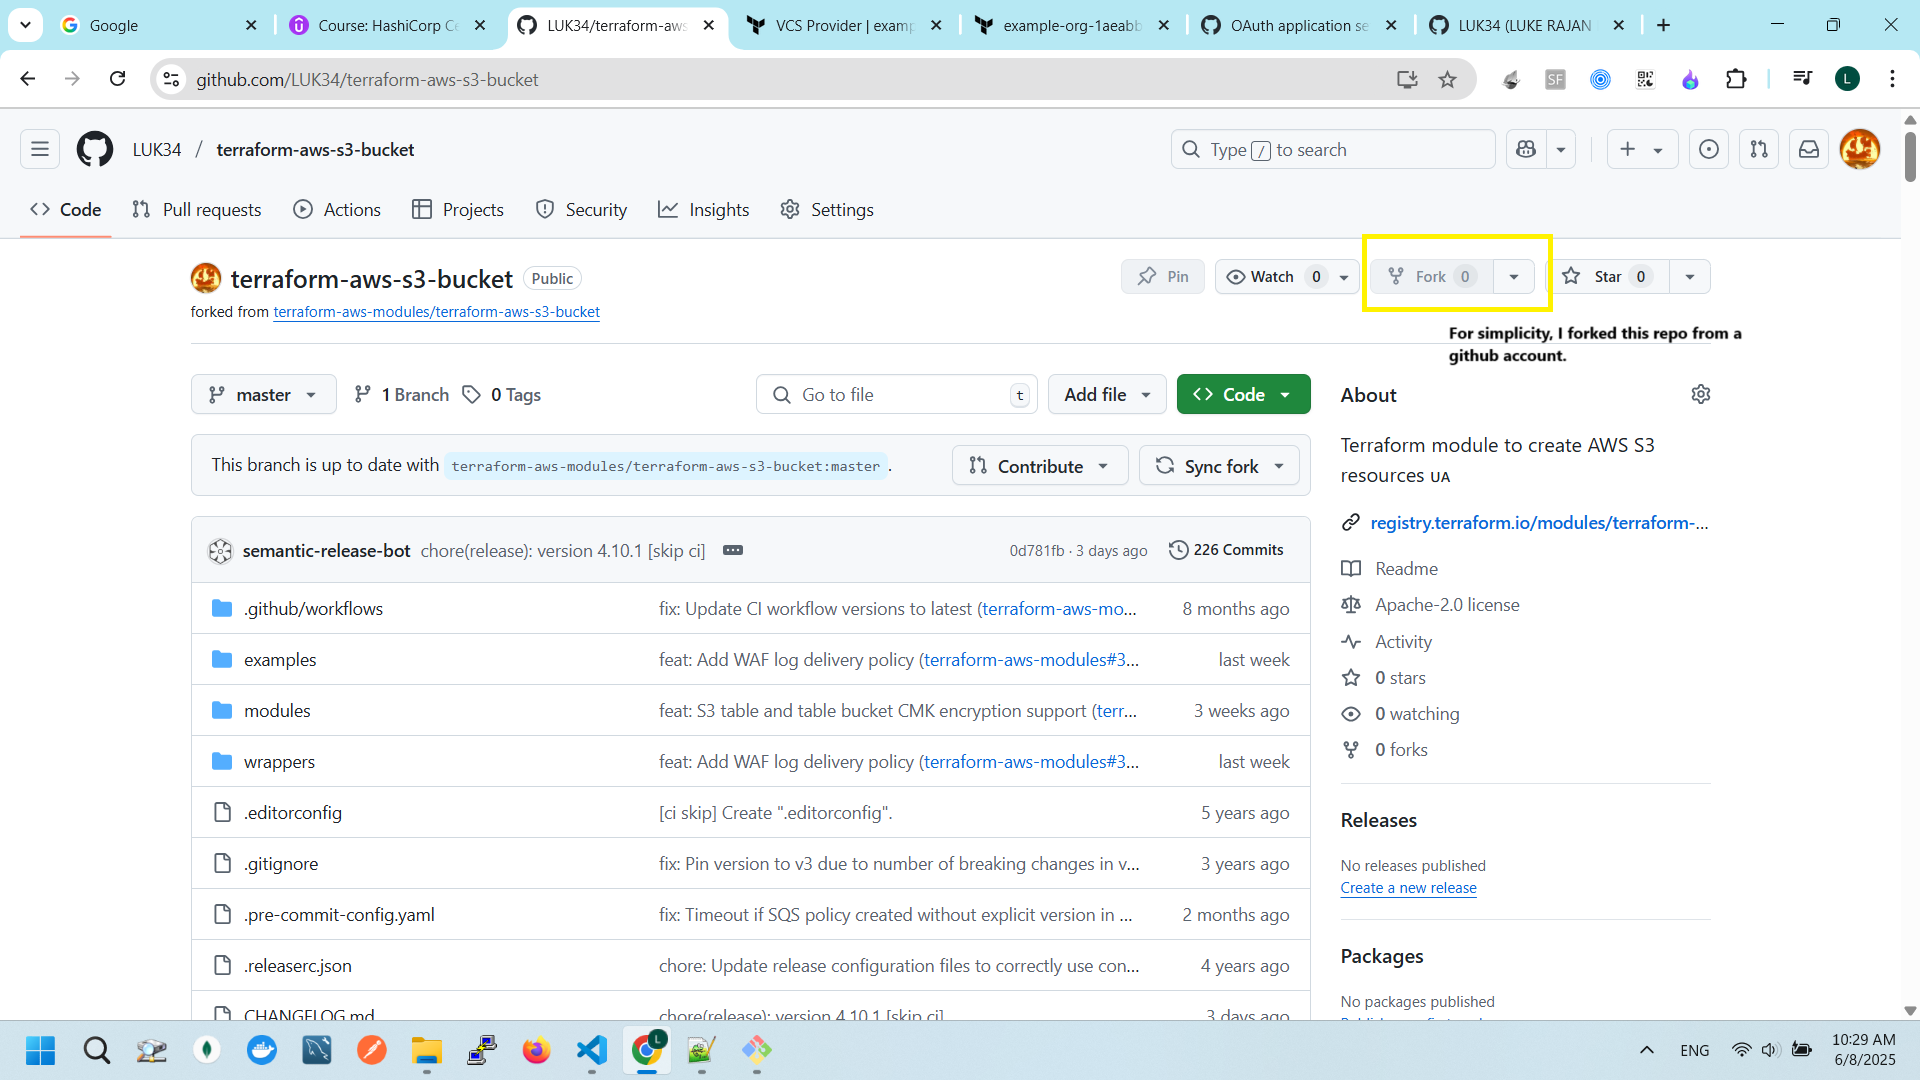 Google
Course: HashiCorp Ce
LUK34/terraform-aws
VCS Provider | examp
example-org-1aeabb
OAuth application se
LUK34 (LUKE RAJAN
github.com/LUK34/terraform-aws-s3-bucket
SF
L
LUK34 / terraform-aws-s3-bucket
Type / to search
Code
Pull requests
Actions
Projects
Security
Insights
Settings
terraform-aws-s3-bucket Public
Pin
Watch 0
Fork 0
Star 0
forked from terraform-aws-modules/terraform-aws-s3-bucket
For simplicity, I forked this repo from a
github account.
master
1 Branch
0 Tags
Go to file t
Add file
Code
About
Terraform module to create AWS S3
resources UA
This branch is up to date with terraform-aws-modules/terraform-aws-s3-bucket:master .
Contribute
Sync fork
registry.terraform.io/modules/terraform-...
semantic-release-bot chore(release): version 4.10.1 [skip ci] 0d781fb · 3 days ago 226 Commits
.github/workflows fix: Update CI workflow versions to latest (terraform-aws-mo... 8 months ago
examples feat: Add WAF log delivery policy (terraform-aws-modules#3... last week
modules feat: S3 table and table bucket CMK encryption support (terr... 3 weeks ago
wrappers feat: Add WAF log delivery policy (terraform-aws-modules#3... last week
.editorconfig [ci skip] Create ".editorconfig". 5 years ago
.gitignore fix: Pin version to v3 due to number of breaking changes in v... 3 years ago
.pre-commit-config.yaml fix: Timeout if SQS policy created without explicit version in ... 2 months ago
.releaserc.json chore: Update release configuration files to correctly use con... 4 years ago
CHANGELOG.md chore(release): version 4.10.1 [skip ci] 3 days ago
Readme
Apache-2.0 license
Activity
0 stars
0 watching
0 forks
Releases
No releases published
Create a new release
Packages
No packages published
L
ENG
10:29 AM
6/8/2025